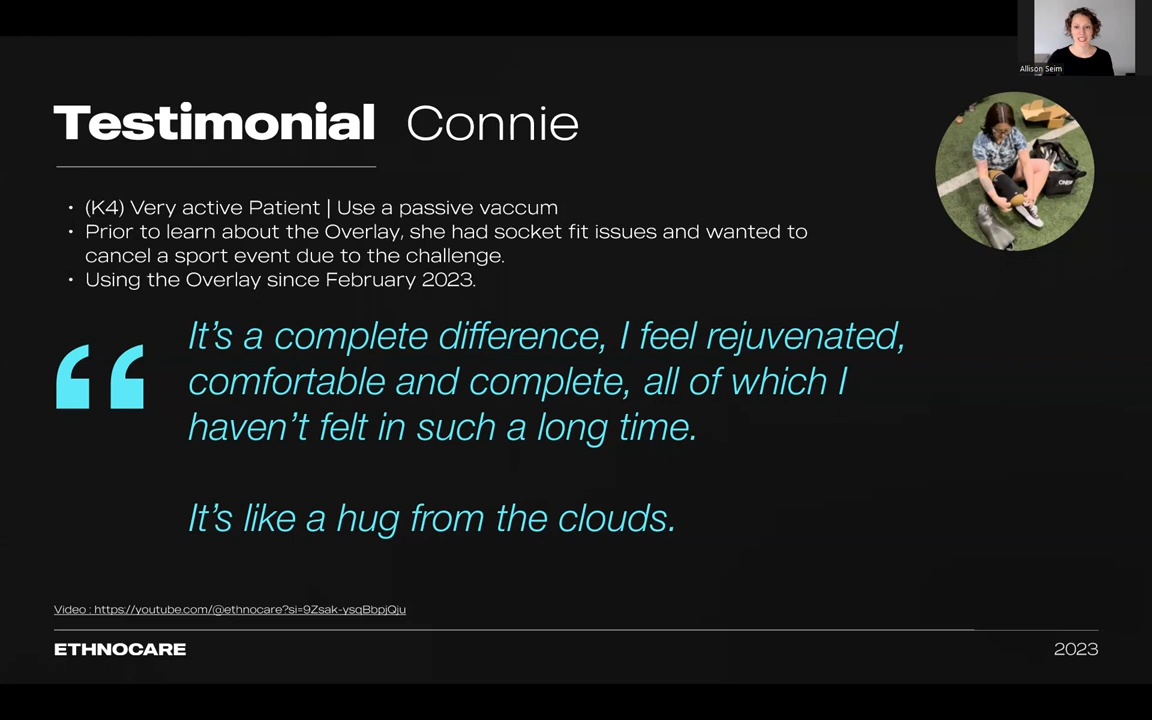 Allison Seim
Testimonial Connie
• (K4) Very active Patient | Use a passive vaccum
• Prior to learn about the Overlay, she had socket fit issues and wanted to
cancel a sport event due to the challenge.
• Using the Overlay since February 2023.
“ It’s a complete difference, I feel rejuvenated,
comfortable and complete, all of which I
haven’t felt in such a long time.
It’s like a hug from the clouds.
Video : https://youtube.com/@ethnocare?si=9Zsak-ysqBbpjQju
ETHNOCARE 2023